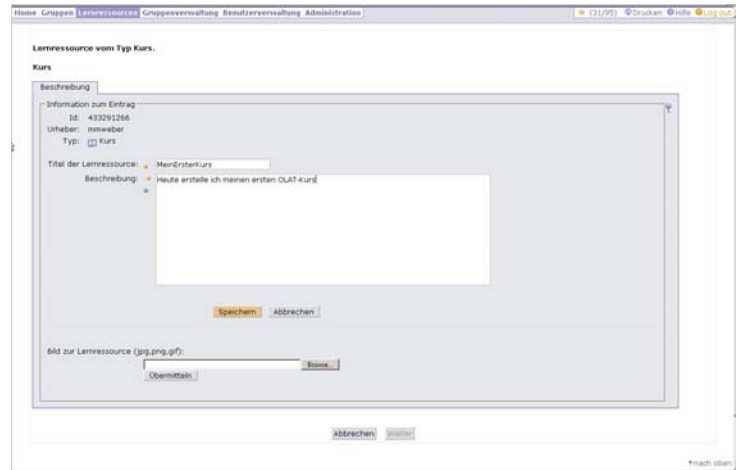 Home Gruppen Lernressourcen Gruppenverwaltung Benutzerverwaltung Administration (31/95) Drucken Hilfe Log out
Lernressource vom Typ Kurs.
Kurs
Beschreibung
Information zum Eintrag
Id: 433291266
Urheber: mmweber
Typ: Kurs
Titel der Lernressource: MeinErsterKurs
Beschreibung: Heute erstelle ich meinen ersten OLAT-Kurs
Speichern Abbrechen
Bild zur Lernressource (jpg,png,gif):
Browse...
Übermitteln
Abbrechen Weiter
nach oben